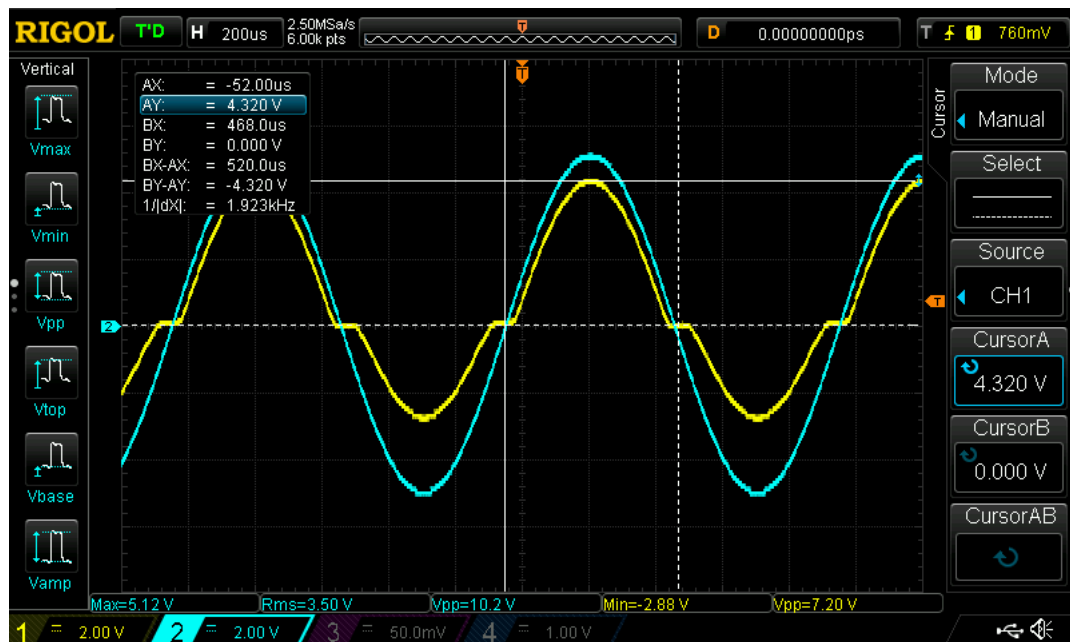 RIGOL T'D H 200us 2.50MSa/s 6.00k pts T D 0.00000000ps T 1 760mV
Vertical
Vmax
Vmin
Vpp
Vtop
Vbase
Vamp
AX: = -52.00us
AY: = 4.320 V
BX: = 468.0us
BY: = 0.000 V
BX-AX: = 520.0us
BY-AY: = -4.320 V
1/|dX|: = 1.923kHz
T
2
T
Cursor
Mode
Manual
Select
Source
CH1
CursorA
4.320 V
CursorB
0.000 V
CursorAB
Max=5.12 V Rms=3.50 V Vpp=10.2 V Min=-2.88 V Vpp=7.20 V
1 = 2.00 V 2 = 2.00 V 3 = 50.0mV 4 = 1.00 V